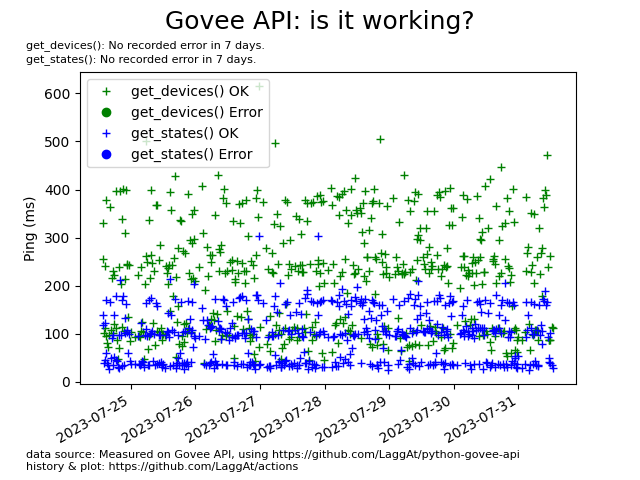 Govee API: is it working?
get_devices(): No recorded error in 7 days.
get_states(): No recorded error in 7 days.
get_devices() OK
get_devices() Error
get_states() OK
get_states() Error
Ping (ms)
600
500
400
300
200
100
0
2023-07-25
2023-07-26
2023-07-27
2023-07-28
2023-07-29
2023-07-30
2023-07-31
data source: Measured on Govee API, using https://github.com/LaggAt/python-govee-api
history & plot: https://github.com/LaggAt/actions